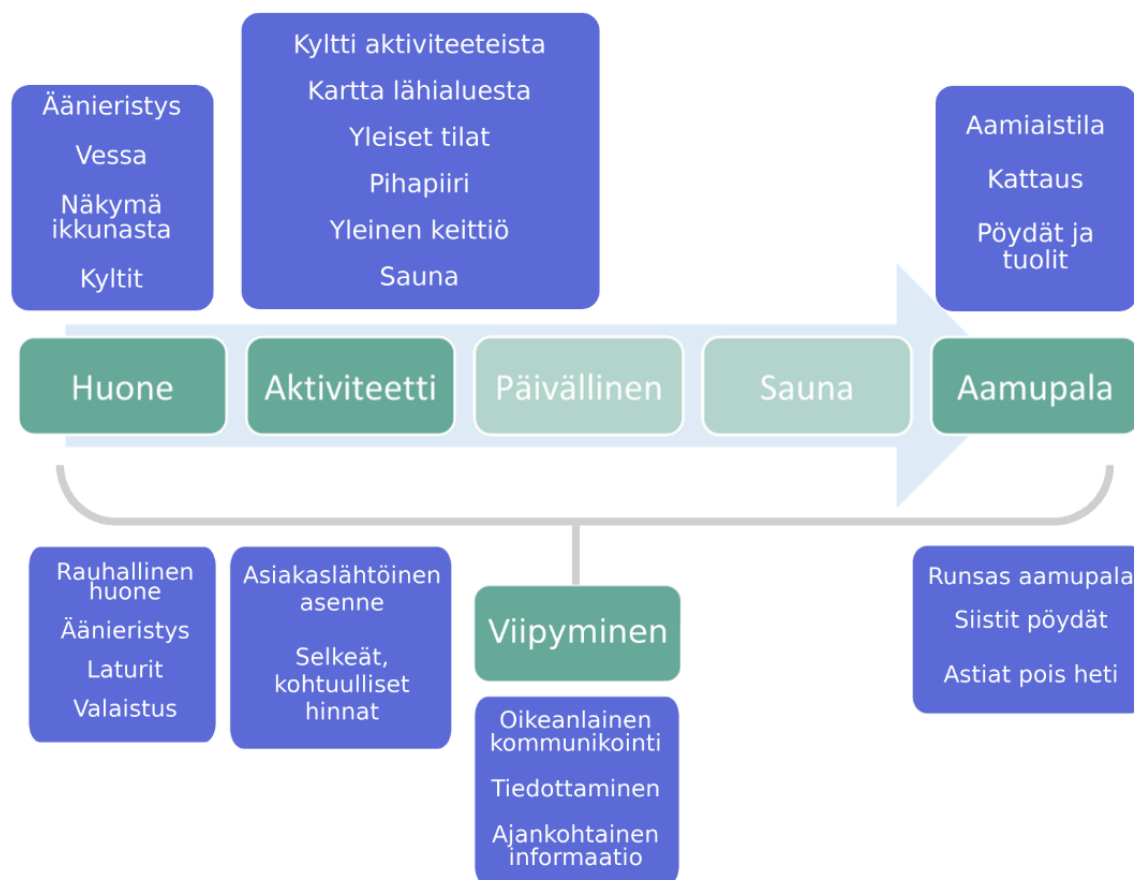 Äänieristys
Vessa
Näkymä
ikkunasta
Kyltit
Kyltti aktiviteeteista
Kartta lähialuesta
Yleiset tilat
Pihapiiri
Yleinen keittiö
Sauna
Aamiaistila
Kattaus
Pöydät ja
tuolit
Huone
Aktiviteetti
Päivällinen
Sauna
Aamupala
Rauhallinen
huone
Äänieristys
Laturit
Valaistus
Asiakaslähtöinen
asenne
Selkeät,
kohtuulliset
hinnat
Viipyminen
Oikeanlainen
kommunikointi
Tiedottaminen
Ajankohtainen
informaatio
Runsas aamupala
Siistit pöydät
Astiat pois heti